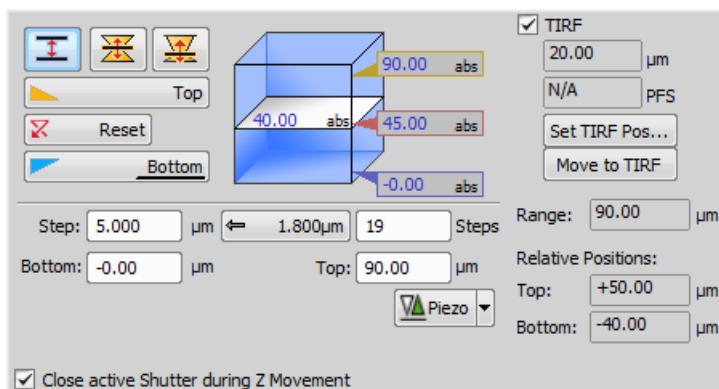 TIRF
20.00 µm
N/A PFS
Set TIRF Pos...
Move to TIRF
Top
Reset
Bottom
90.00 abs
40.00 abs
45.00 abs
-0.00 abs
Step: 5.000 µm 1.800µm 19 Steps
Bottom: -0.00 µm Top: 90.00 µm
Piezo
Range: 90.00 µm
Relative Positions:
Top: +50.00 µm
Bottom: -40.00 µm
Close active Shutter during Z Movement